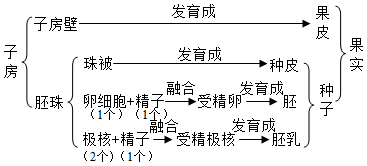 子房
子房壁 发育成 果皮
果实
胚珠
珠被 发育成 种皮
种子
卵细胞+精子 融合 受精卵 发育成 胚
(1个) (1个)
极核+精子 融合 受精极核 发育成 胚乳
(2个) (1个)